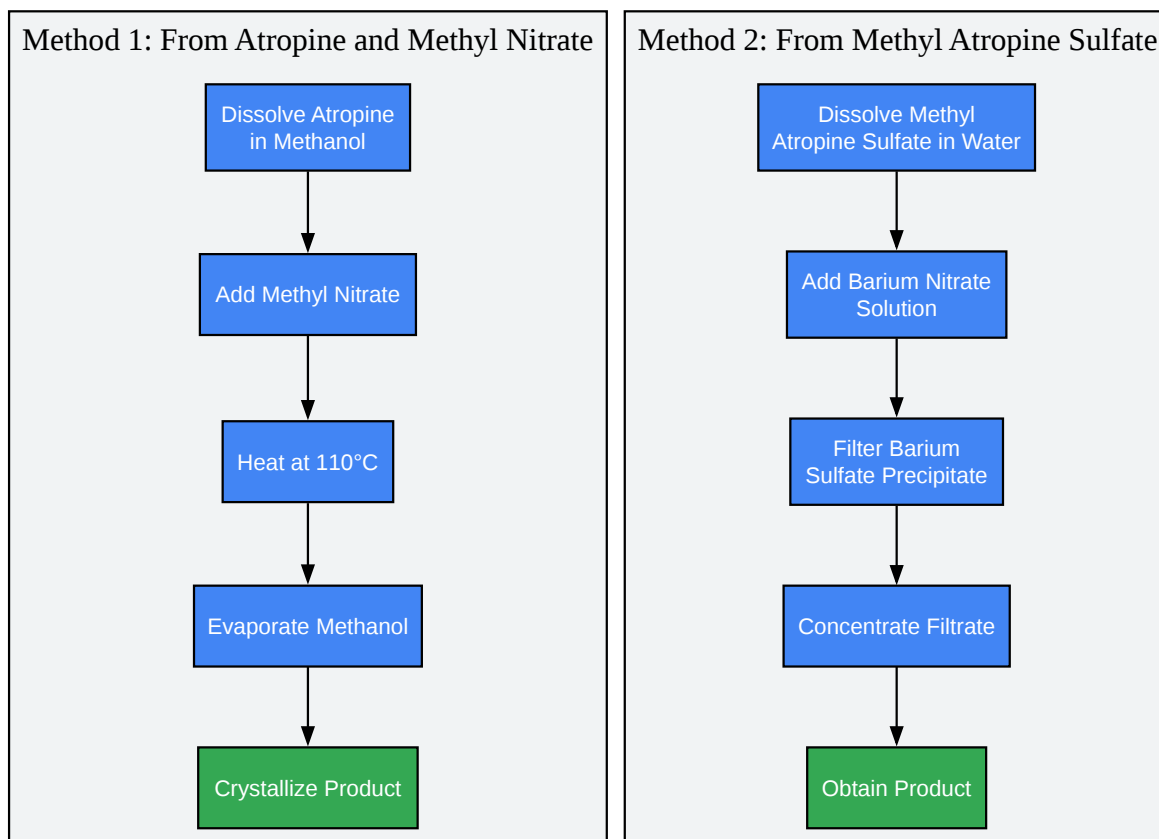 Method 1: From Atropine and Methyl Nitrate
Dissolve Atropine
in Methanol
Add Methyl Nitrate
Heat at 110°C
Evaporate Methanol
Crystallize Product
Method 2: From Methyl Atropine Sulfate
Dissolve Methyl
Atropine Sulfate in Water
Add Barium Nitrate
Solution
Filter Barium
Sulfate Precipitate
Concentrate Filtrate
Obtain Product